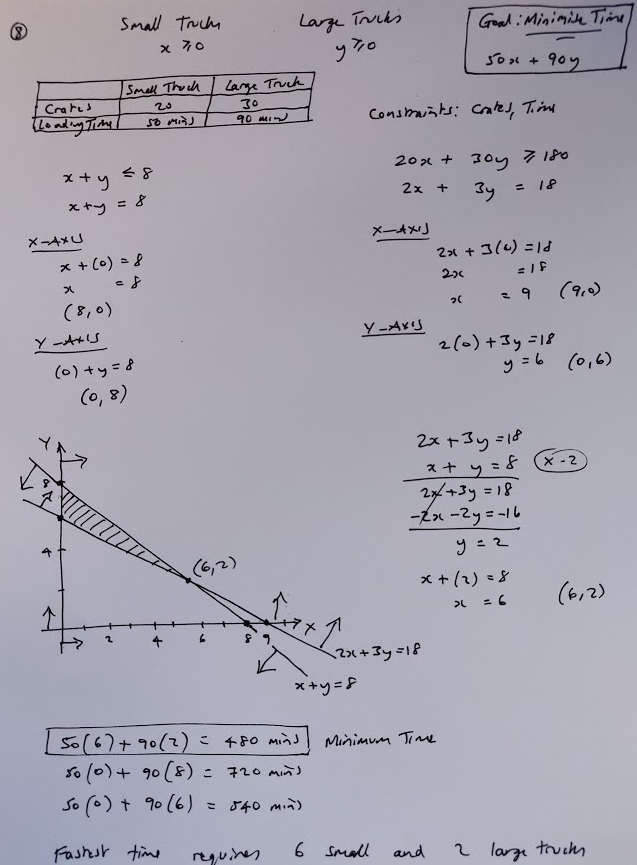 ⑧ Small Trucks Large Trucks Goal: Minimise Time
x ≥ 0 y ≥ 0 50x + 90y
Small Truck Large Truck
Crates 20 30
Loading Time 50 mins 90 mins
Constraints: Crates, Time
x + y ≤ 8
x + y = 8
X-AXIS
x + (0) = 8
x = 8
(8,0)
Y-AXIS
(0) + y = 8
(0,8)
20x + 30y ≥ 180
2x + 3y = 18
X-AXIS
2x + 3(0) = 18
2x = 18
x = 9 (9,0)
Y-AXIS
2(0) + 3y = 18
y = 6 (0,6)
2x + 3y = 18
x + y = 8 x-2
2x + 3y = 18
-2x - 2y = -16
y = 2
x + (2) = 8
x = 6 (6,2)
Y
8
4
(6,2)
X
2 4 6 8 9
2x + 3y = 18
x + y = 8
50(6) + 90(2) = 480 mins Minimum Time
50(0) + 90(8) = 720 mins
50(0) + 90(6) = 540 mins
Fastest time requires 6 small and 2 large trucks